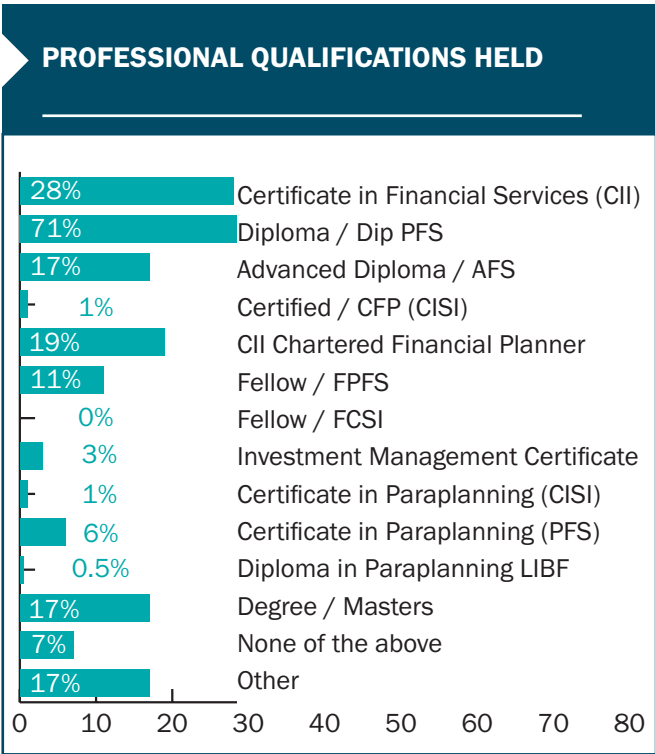 PROFESSIONAL QUALIFICATIONS HELD
28% Certificate in Financial Services (CII)
71% Diploma / Dip PFS
17% Advanced Diploma / AFS
1% Certified / CFP (CISI)
19% CII Chartered Financial Planner
11% Fellow / FPFS
0% Fellow / FCSI
3% Investment Management Certificate
1% Certificate in Paraplanning (CISI)
6% Certificate in Paraplanning (PFS)
0.5% Diploma in Paraplanning LIBF
17% Degree / Masters
7% None of the above
17% Other
0 10 20 30 40 50 60 70 80